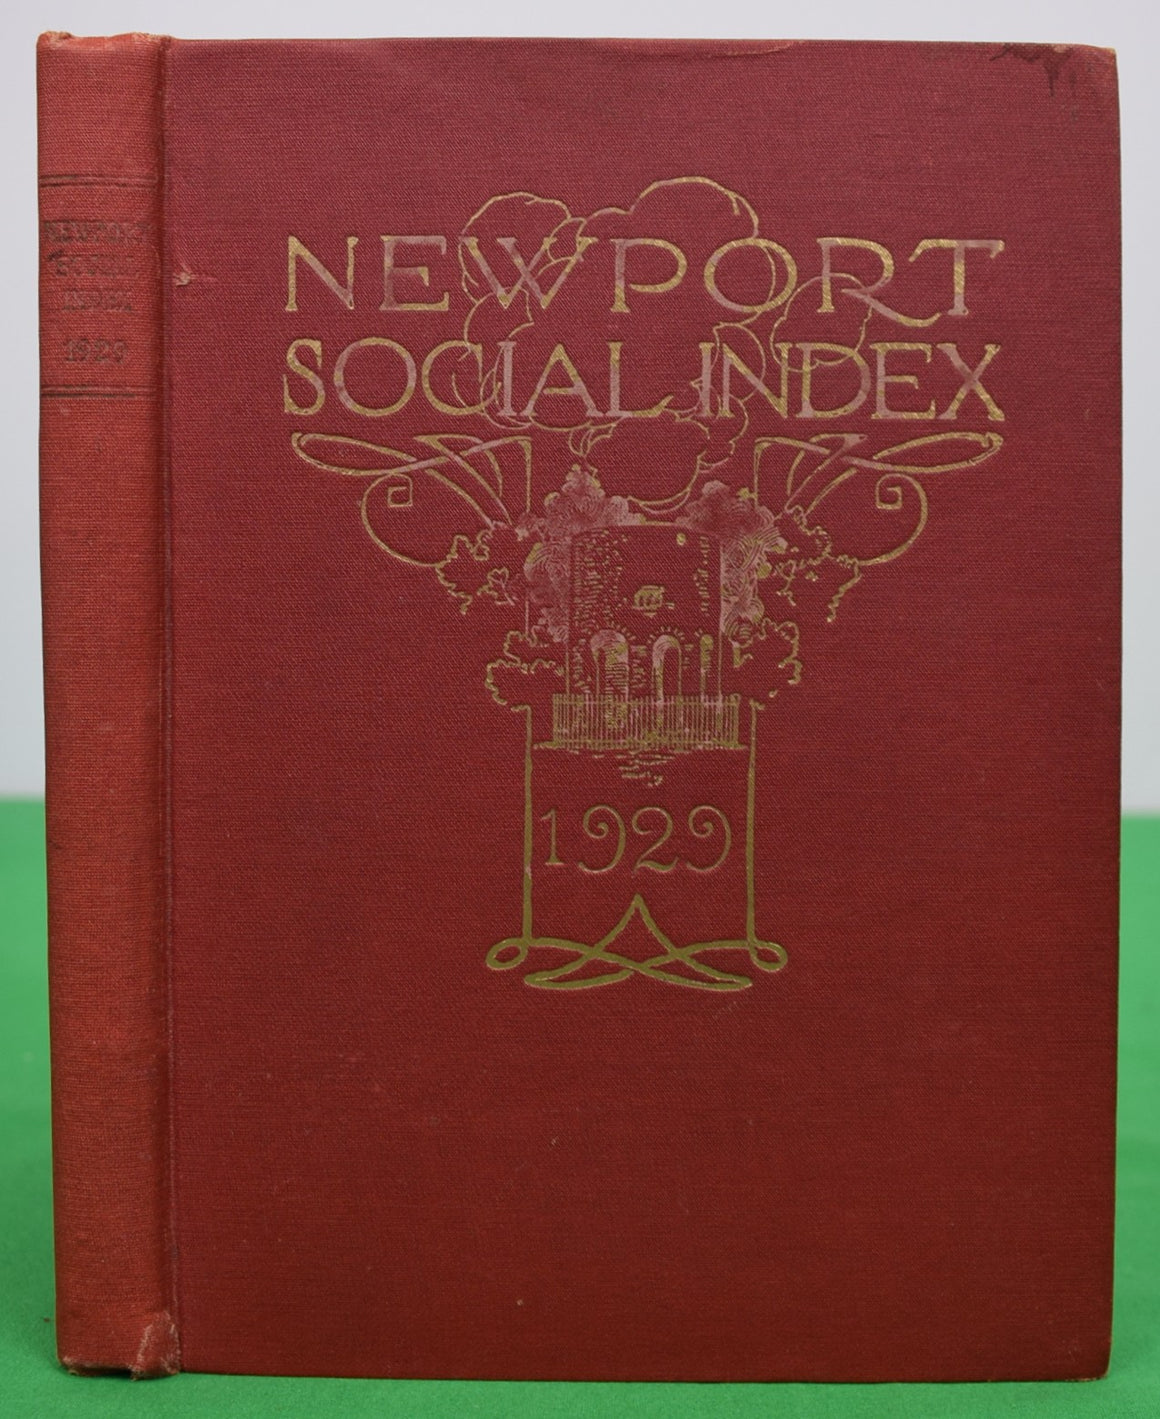 NEWPORT
SOCIAL INDEX
1929
NEWPORT
SOCIAL
INDEX
1929